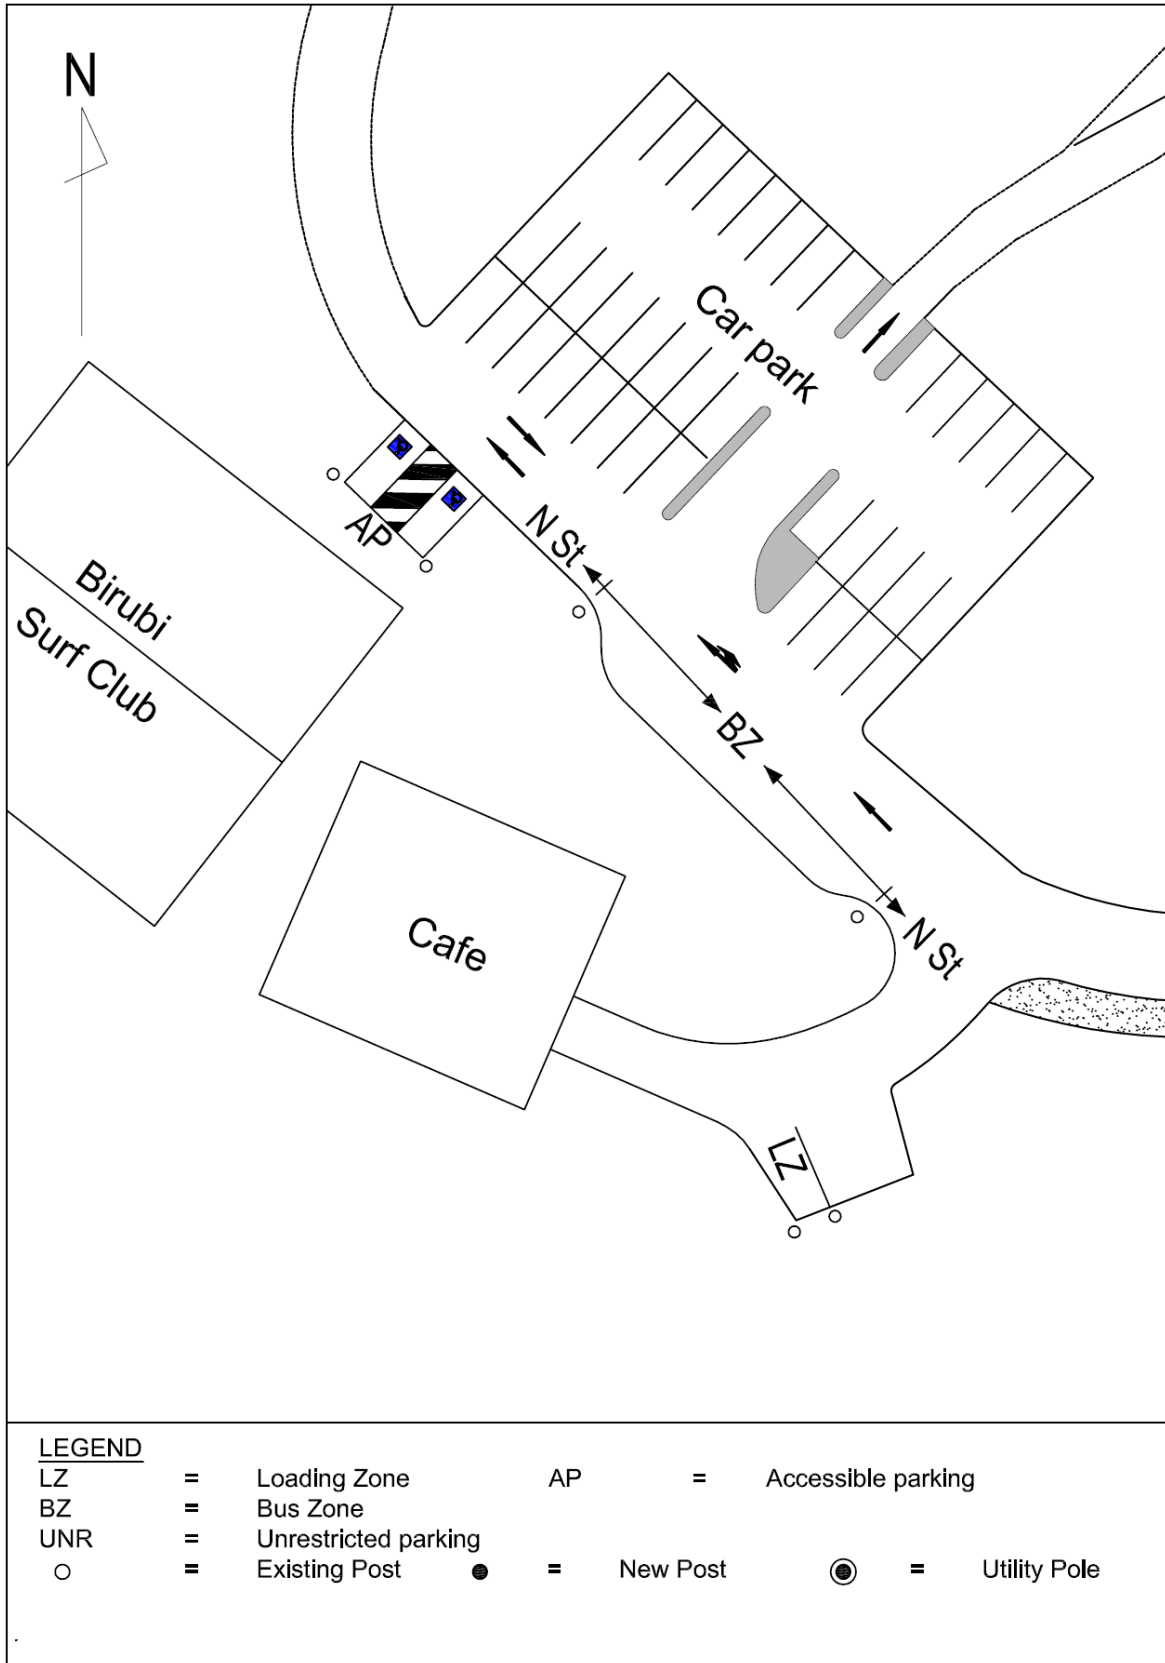 N
Car park
AP
N St
Birubi
Surf Club
BZ
Cafe
N St
LZ
LEGEND
LZ = Loading Zone AP = Accessible parking
BZ = Bus Zone
UNR = Unrestricted parking
= Existing Post = New Post = Utility Pole